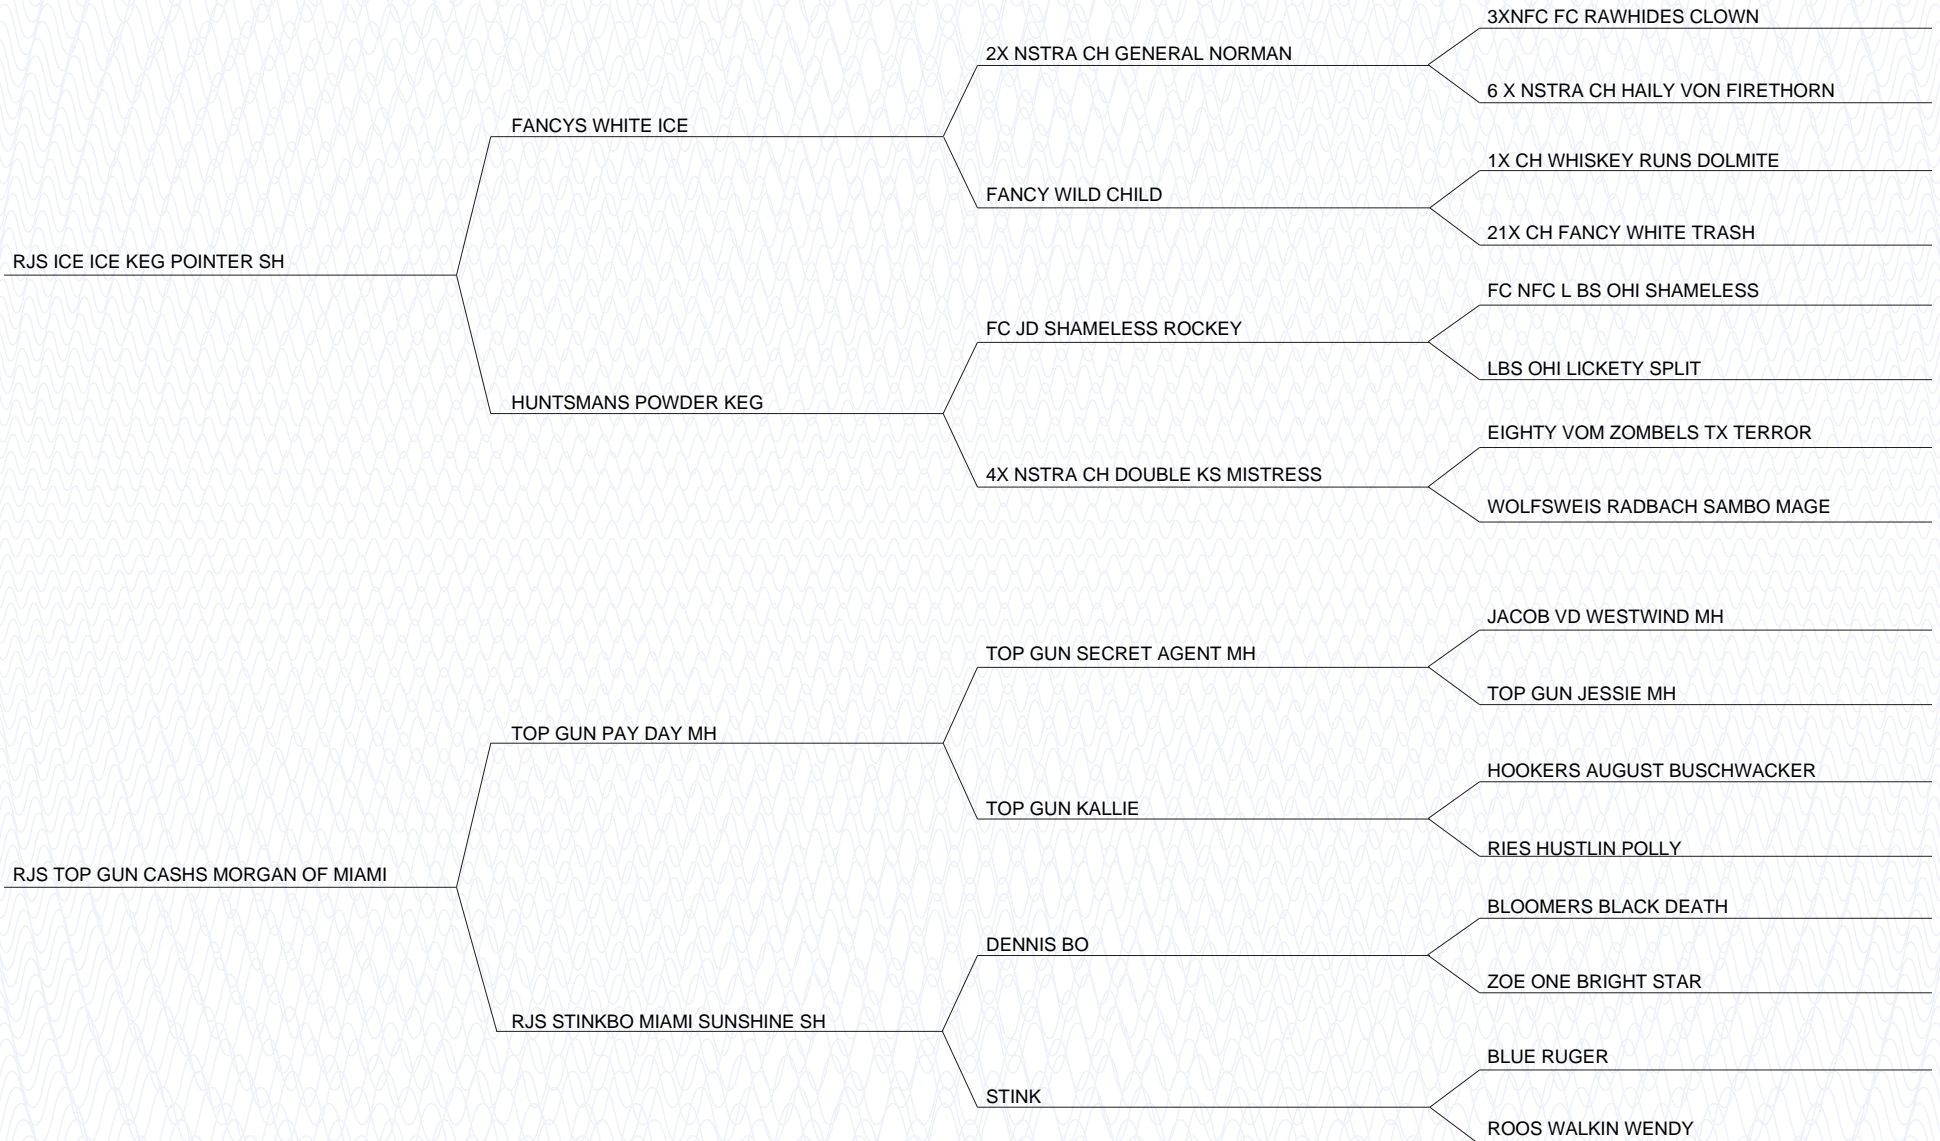 3XNFC FC RAWHIDES CLOWN
2X NSTRA CH GENERAL NORMAN
6 X NSTRA CH HAILY VON FIRETHORN
FANCYS WHITE ICE
1X CH WHISKEY RUNS DOLMITE
FANCY WILD CHILD
21X CH FANCY WHITE TRASH
RJS ICE ICE KEG POINTER SH
FC NFC L BS OHI SHAMELESS
FC JD SHAMELESS ROCKEY
LBS OHI LICKETY SPLIT
HUNTSMANS POWDER KEG
EIGHTY VOM ZOMBELS TX TERROR
4X NSTRA CH DOUBLE KS MISTRESS
WOLFSWEIS RADBACH SAMBO MAGE
JACOB VD WESTWIND MH
TOP GUN SECRET AGENT MH
TOP GUN JESSIE MH
TOP GUN PAY DAY MH
HOOKERS AUGUST BUSCHWACKER
TOP GUN KALLIE
RIES HUSTLIN POLLY
RJS TOP GUN CASHS MORGAN OF MIAMI
BLOOMERS BLACK DEATH
DENNIS BO
ZOE ONE BRIGHT STAR
RJS STINKBO MIAMI SUNSHINE SH
BLUE RUGER
STINK
ROOS WALKIN WENDY